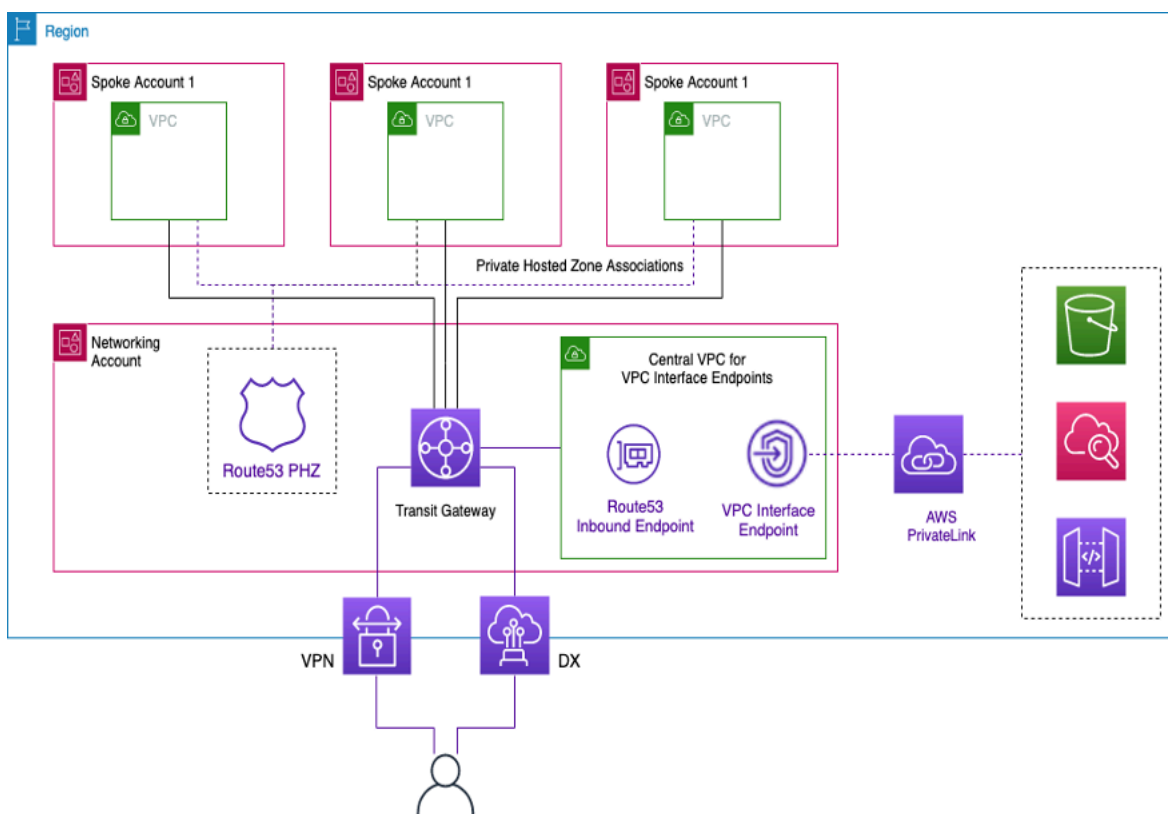 Region
Spoke Account 1
Spoke Account 1
Spoke Account 1
VPC
VPC
VPC
Private Hosted Zone Associations
Networking
Account
Central VPC for
VPC Interface Endpoints
Route53 PHZ
Transit Gateway
Route53
Inbound Endpoint
VPC Interface
Endpoint
AWS
PrivateLink
VPN
DX